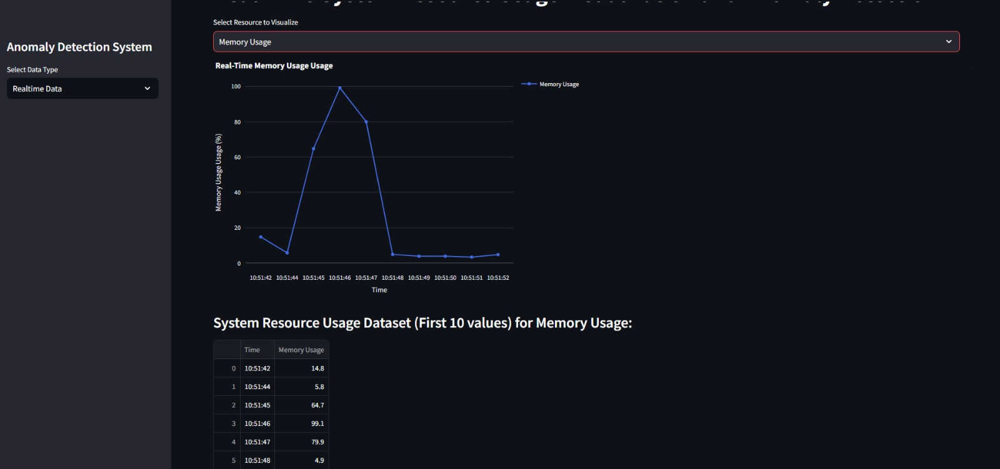 Anomaly Detection System
Select Data Type
Realtime Data
Select Resource to Visualize
Memory Usage
Real-Time Memory Usage Usage
Memory Usage
Memory Usage Usage (%)
100
80
60
40
20
0
10:51:42 10:51:44 10:51:45 10:51:46 10:51:47 10:51:48 10:51:49 10:51:50 10:51:51 10:51:52
Time
System Resource Usage Dataset (First 10 values) for Memory Usage:
Time Memory Usage
0 10:51:42 14.8
1 10:51:44 5.8
2 10:51:45 64.7
3 10:51:46 99.1
4 10:51:47 79.9
5 10:51:48 4.9